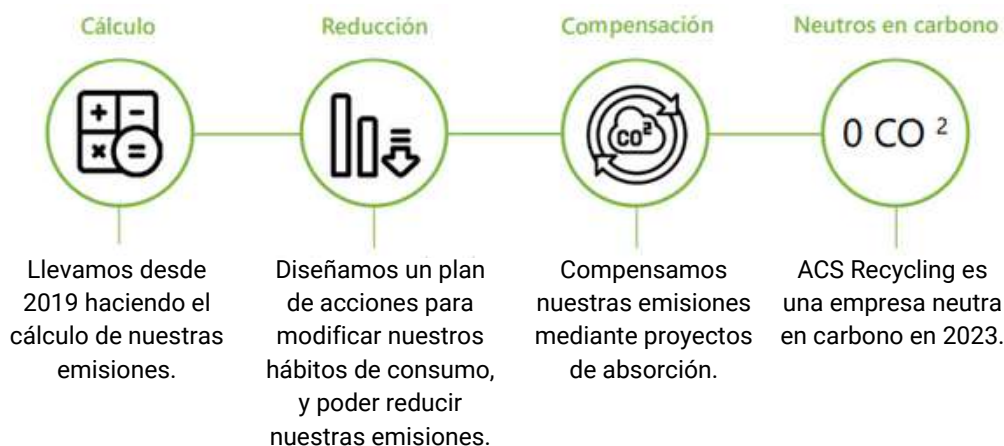 Cálculo
Reducción
Compensación
Neutros en carbono
+ -
× =
CO²
0 CO ²
Llevamos desde
2019 haciendo el
cálculo de nuestras
emisiones.
Diseñamos un plan
de acciones para
modificar nuestros
hábitos de consumo,
y poder reducir
nuestras emisiones.
Compensamos
nuestras emisiones
mediante proyectos
de absorción.
ACS Recycling es
una empresa neutra
en carbono en 2023.